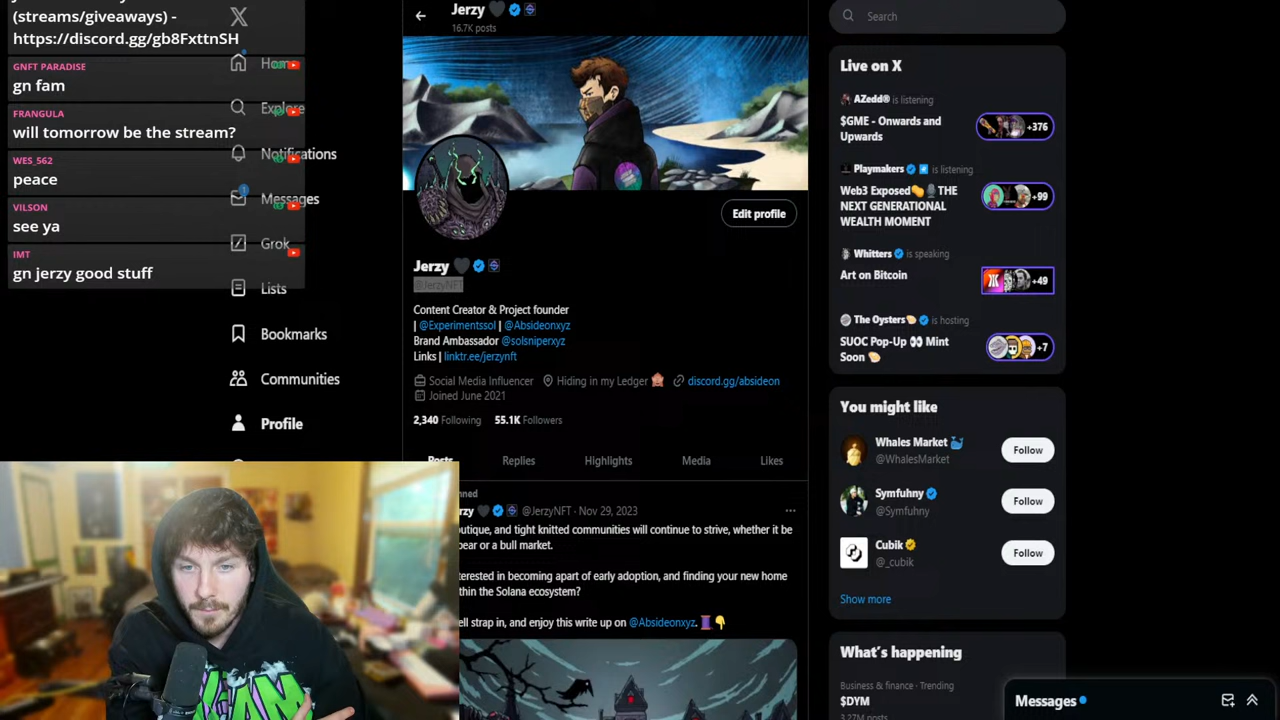 (streams/giveaways) -
https://discord.gg/gb8FxttnSH
GNFT PARADISE
gn fam
FRANGULA
will tomorrow be the stream?
WES_562
peace
VILSON
see ya
IMT
gn jerzy good stuff
Home
Explore
Notifications
1
Messages
Grok
Lists
Bookmarks
Communities
Profile
Jerzy
16.7K posts
Edit profile
Jerzy
@JerzyNFT
Content Creator & Project founder
| @Experimentssol | @Absideonxyz
Brand Ambassador @solsniperxyz
Links | linktr.ee/jerzynft
Social Media Influencer Hiding in my Ledger discord.gg/absideon
Joined June 2021
2,340 Following 55.1K Followers
Posts Replies Highlights Media Likes
nned
rzy @JerzyNFT · Nov 29, 2023
outique, and tight knitted communities will continue to strive, whether it be
bear or a bull market.
terested in becoming apart of early adoption, and finding your new home
thin the Solana ecosystem?
ell strap in, and enjoy this write up on @Absideonxyz.
Search
Live on X
AZedd® is listening
$GME - Onwards and
Upwards
+376
Playmakers is listening
Web3 Exposed THE
NEXT GENERATIONAL
WEALTH MOMENT
+99
Whitters is speaking
Art on Bitcoin
+49
The Oysters is hosting
SUOC Pop-Up Mint
Soon
+7
You might like
Whales Market
@WhalesMarket
Follow
Symfuhny
@Symfuhny
Follow
Cubik
@_cubik
Follow
Show more
What's happening
Business & finance · Trending
$DYM
3.27M posts
Messages